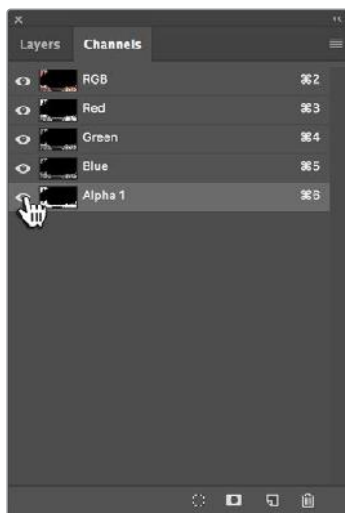 Layers Channels
RGB ⌘2
Red ⌘3
Green ⌘4
Blue ⌘5
Alpha 1 ⌘6